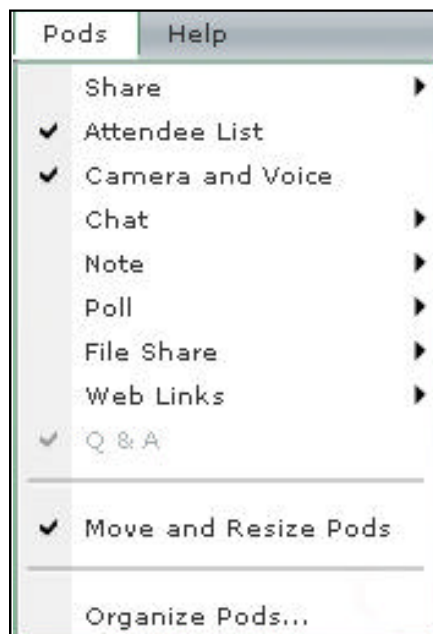 Pods Help
Share
Attendee List
Camera and Voice
Chat
Note
Poll
File Share
Web Links
Q & A
Move and Resize Pods
Organize Pods...